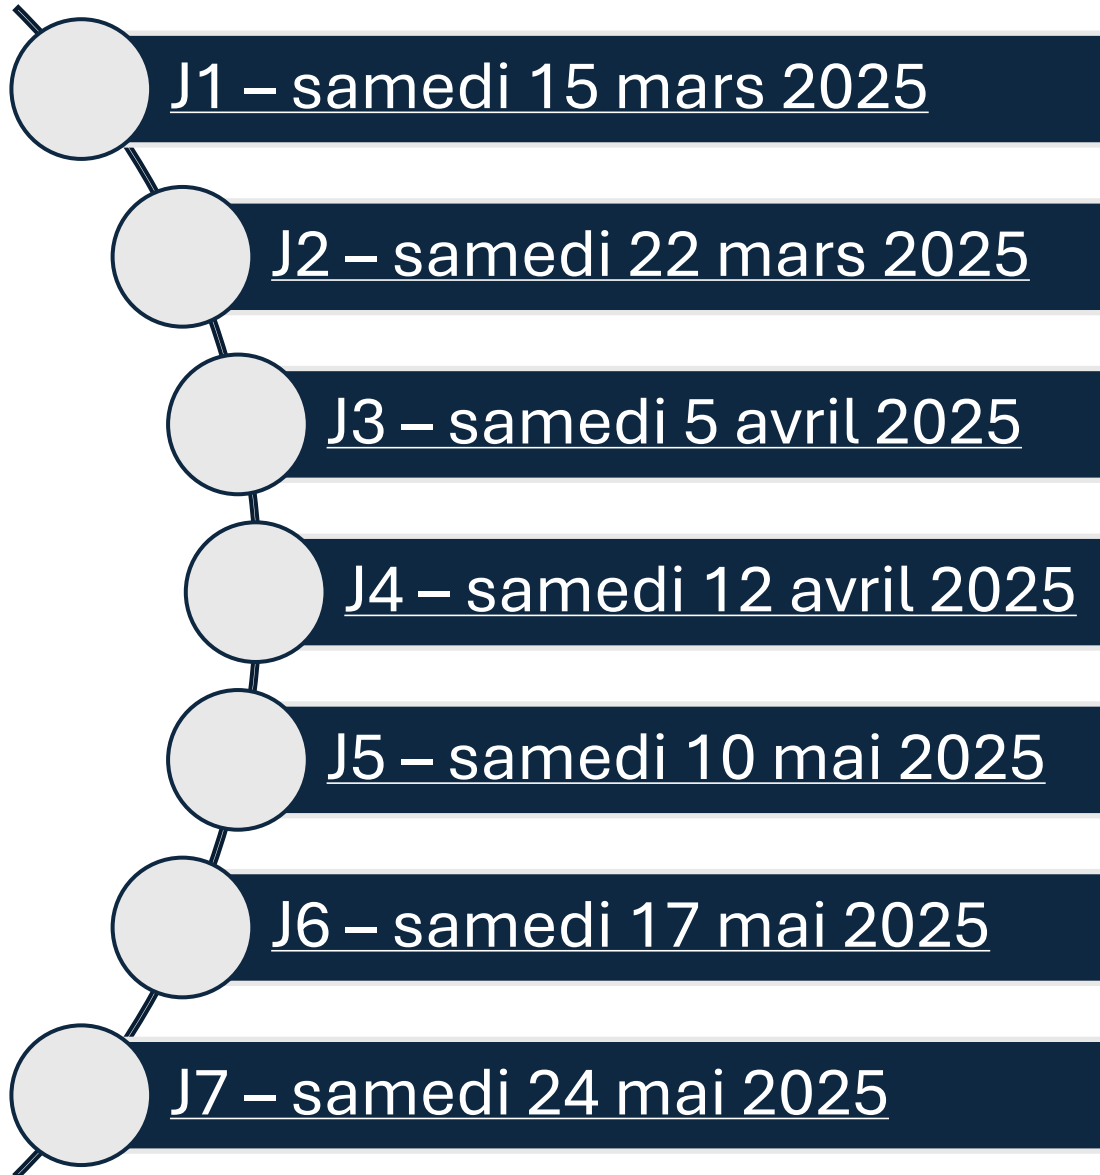 J1 – samedi 15 mars 2025
J2 – samedi 22 mars 2025
J3 – samedi 5 avril 2025
J4 – samedi 12 avril 2025
J5 – samedi 10 mai 2025
J6 – samedi 17 mai 2025
J7 – samedi 24 mai 2025